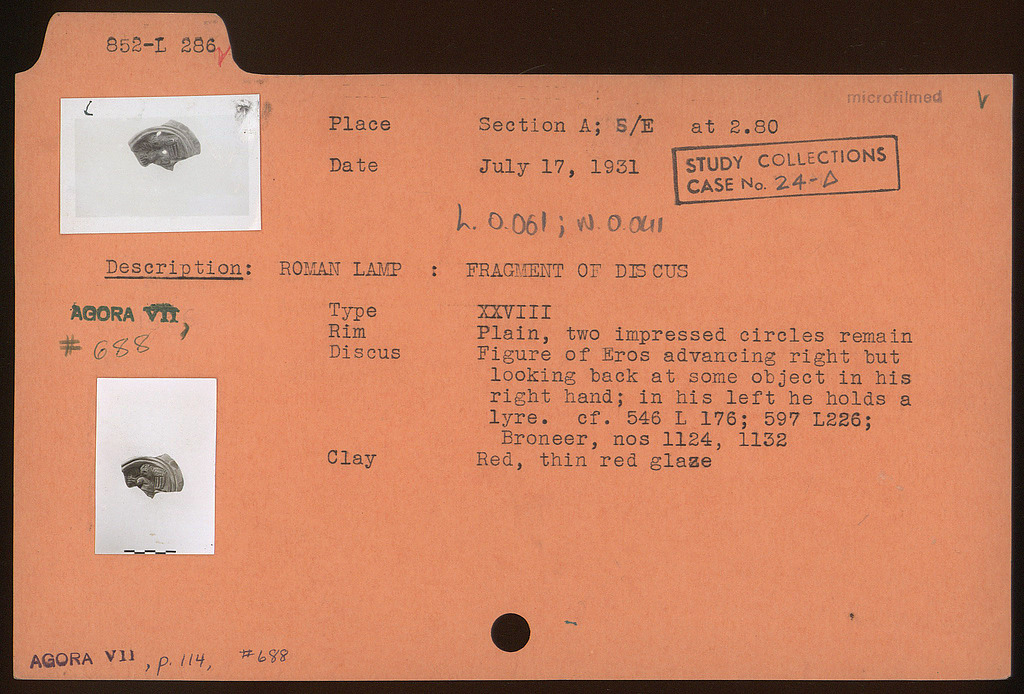 852-L 286
microfilmed
Place Section A; 5/E at 2.80
Date July 17, 1931
STUDY COLLECTIONS
CASE No. 24-Δ
L. 0.061; W. 0.041
Description: ROMAN LAMP : FRAGMENT OF DISCUS
AGORA VII,
# 688
Type XXVIII
Rim Plain, two impressed circles remain
Discus Figure of Eros advancing right but
looking back at some object in his
right hand; in his left he holds a
lyre. cf. 546 L 176; 597 L226;
Broneer, nos 1124, 1132
Clay Red, thin red glaze
AGORA VII, p. 114, #688